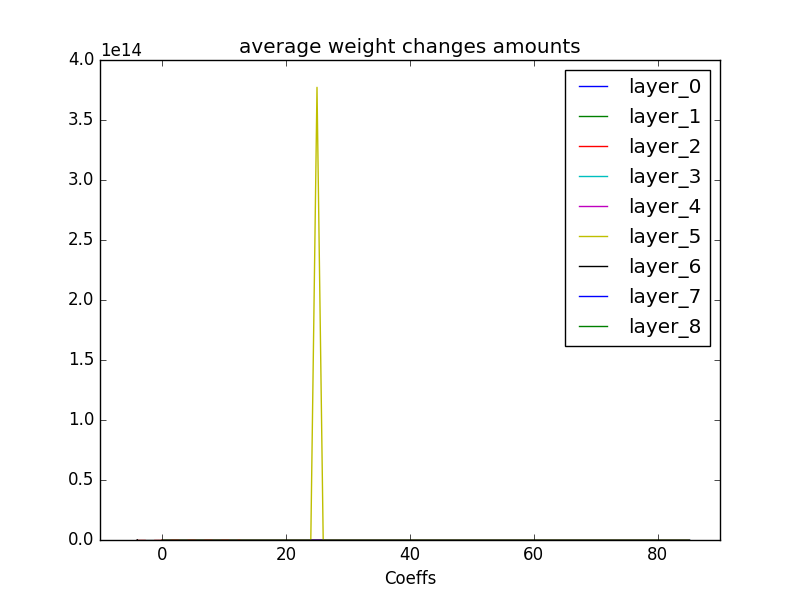 average weight changes amounts
1e14
4.0
3.5
3.0
2.5
2.0
1.5
1.0
0.5
0.0
layer_0
layer_1
layer_2
layer_3
layer_4
layer_5
layer_6
layer_7
layer_8
0 20 40 60 80
Coeffs